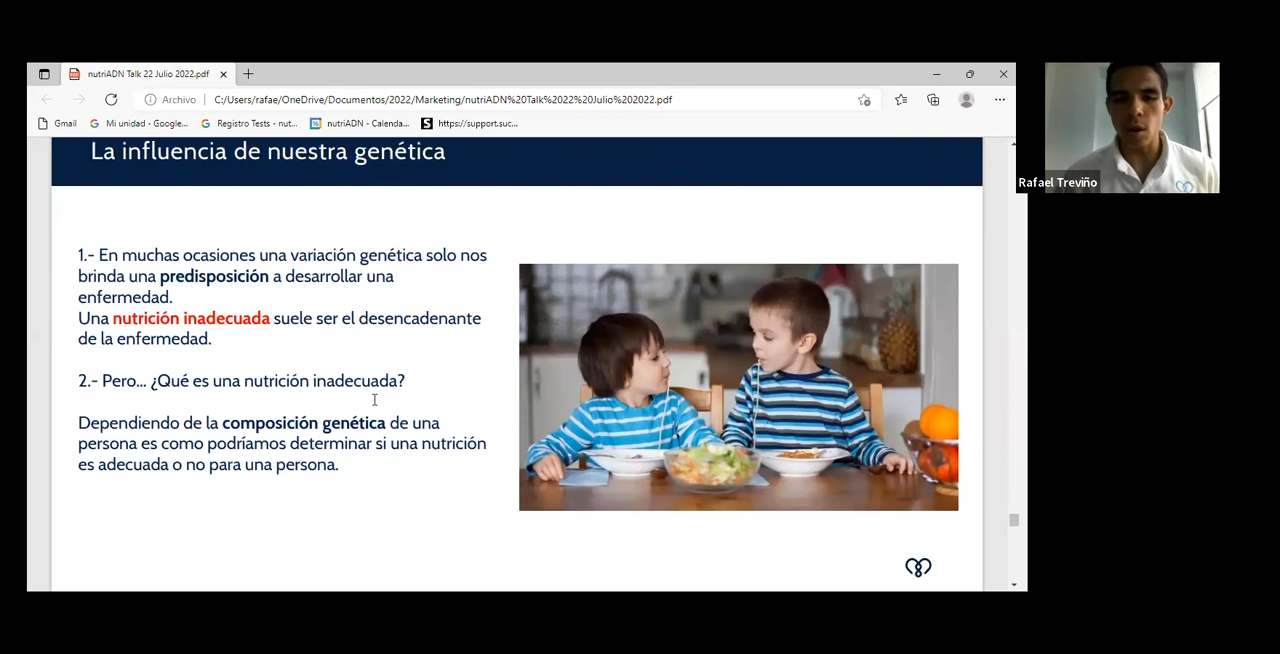 nutriADN Talk 22 Julio 2022.pdf
Archivo
C:/Users/rafae/OneDrive/Documentos/2022/Marketing/nutriADN%20Talk%2022%20Julio%202022.pdf
Gmail
Mi unidad - Google...
Registro Tests - nut...
nutriADN - Calenda...
https://support.suc...
La influencia de nuestra genética
1.- En muchas ocasiones una variación genética solo nos
brinda una predisposición a desarrollar una
enfermedad.
Una nutrición inadecuada suele ser el desencadenante
de la enfermedad.
2.- Pero... ¿Qué es una nutrición inadecuada?
Dependiendo de la composición genética de una
persona es como podríamos determinar si una nutrición
es adecuada o no para una persona.
Rafael Treviño